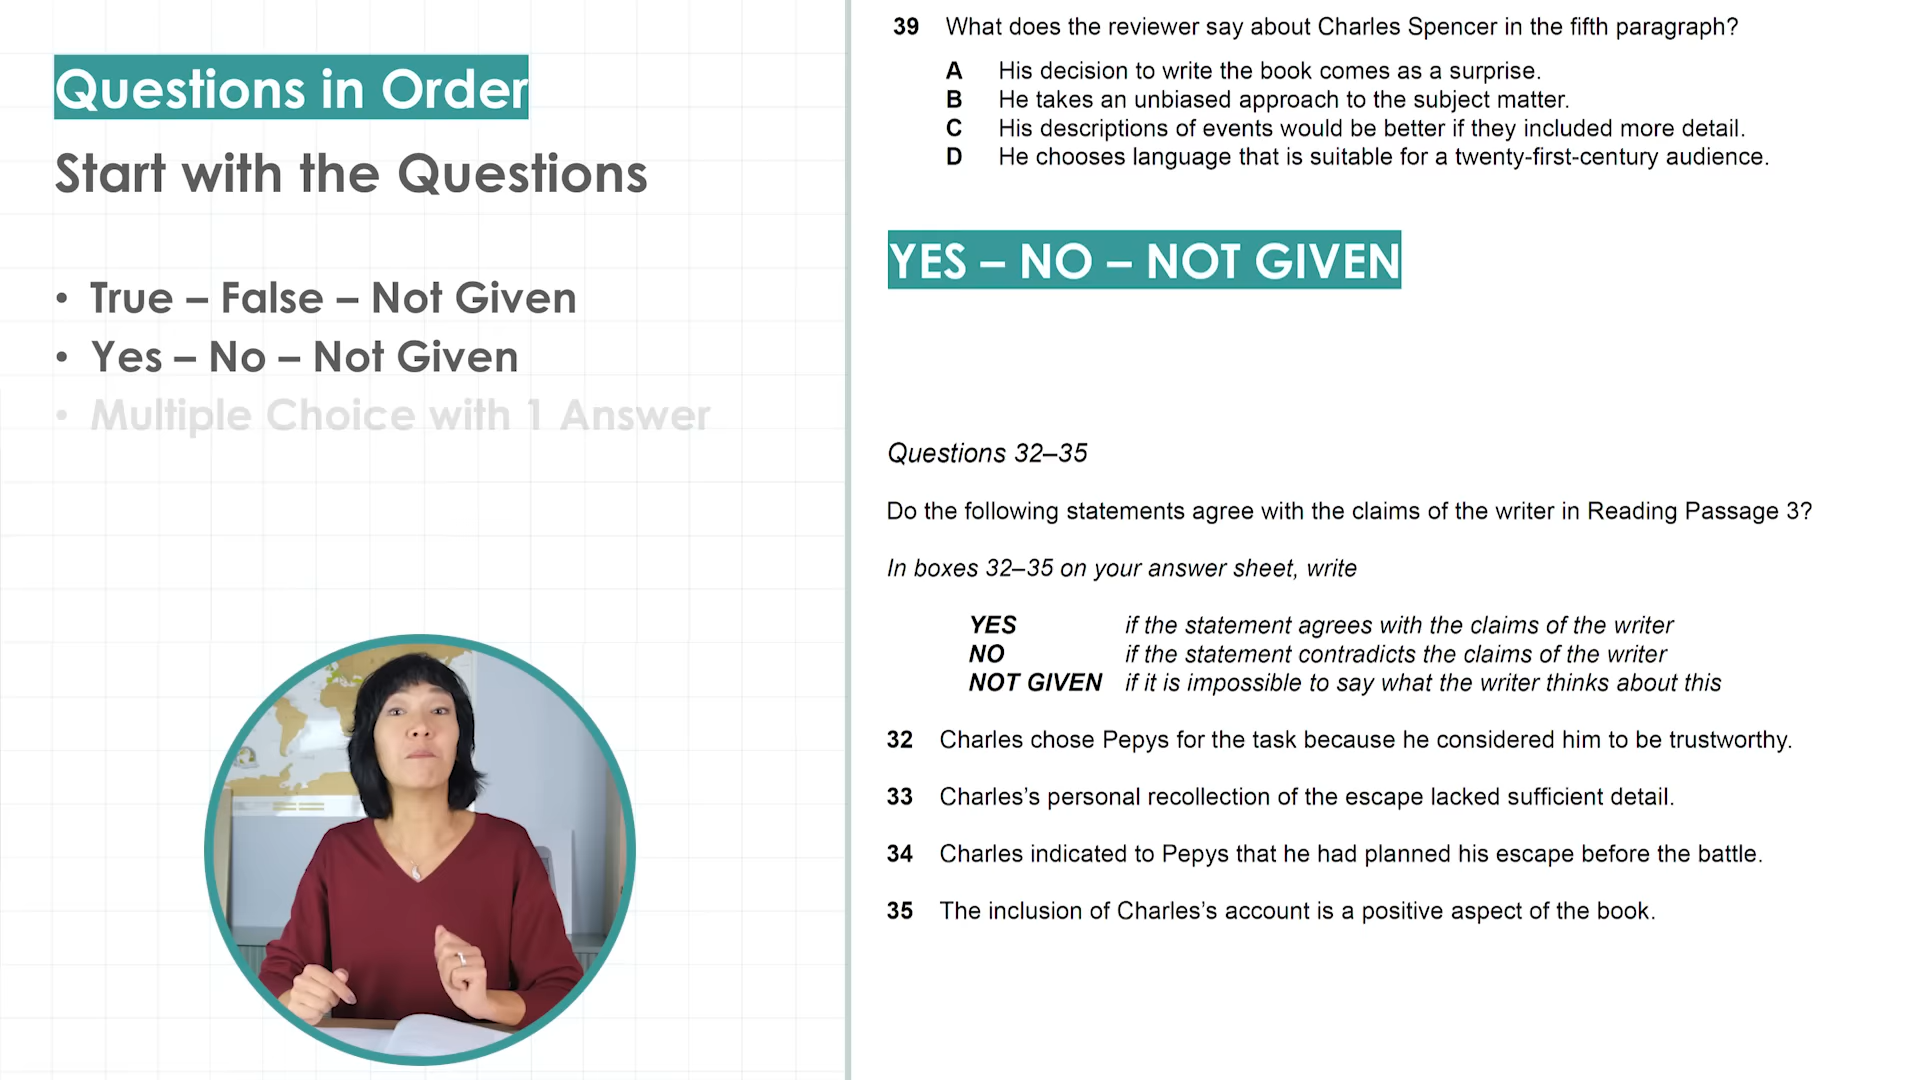 Questions in Order
Start with the Questions
• True – False – Not Given
• Yes – No – Not Given
• Multiple Choice with 1 Answer
39 What does the reviewer say about Charles Spencer in the fifth paragraph?
A His decision to write the book comes as a surprise.
B He takes an unbiased approach to the subject matter.
C His descriptions of events would be better if they included more detail.
D He chooses language that is suitable for a twenty-first-century audience.
YES – NO – NOT GIVEN
Questions 32–35
Do the following statements agree with the claims of the writer in Reading Passage 3?
In boxes 32–35 on your answer sheet, write
YES if the statement agrees with the claims of the writer
NO if the statement contradicts the claims of the writer
NOT GIVEN if it is impossible to say what the writer thinks about this
32 Charles chose Pepys for the task because he considered him to be trustworthy.
33 Charles’s personal recollection of the escape lacked sufficient detail.
34 Charles indicated to Pepys that he had planned his escape before the battle.
35 The inclusion of Charles’s account is a positive aspect of the book.